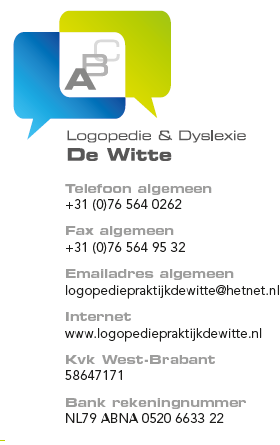 ABC
Logopedie & Dyslexie
De Witte
Telefoon algemeen
+31 (0)76 564 0262
Fax algemeen
+31 (0)76 564 95 32
Emailadres algemeen
logopediepraktijkdewitte@hetnet.nl
Internet
www.logopediepraktijkdewitte.nl
Kvk West-Brabant
58647171
Bank rekeningnummer
NL79 ABNA 0520 6633 22